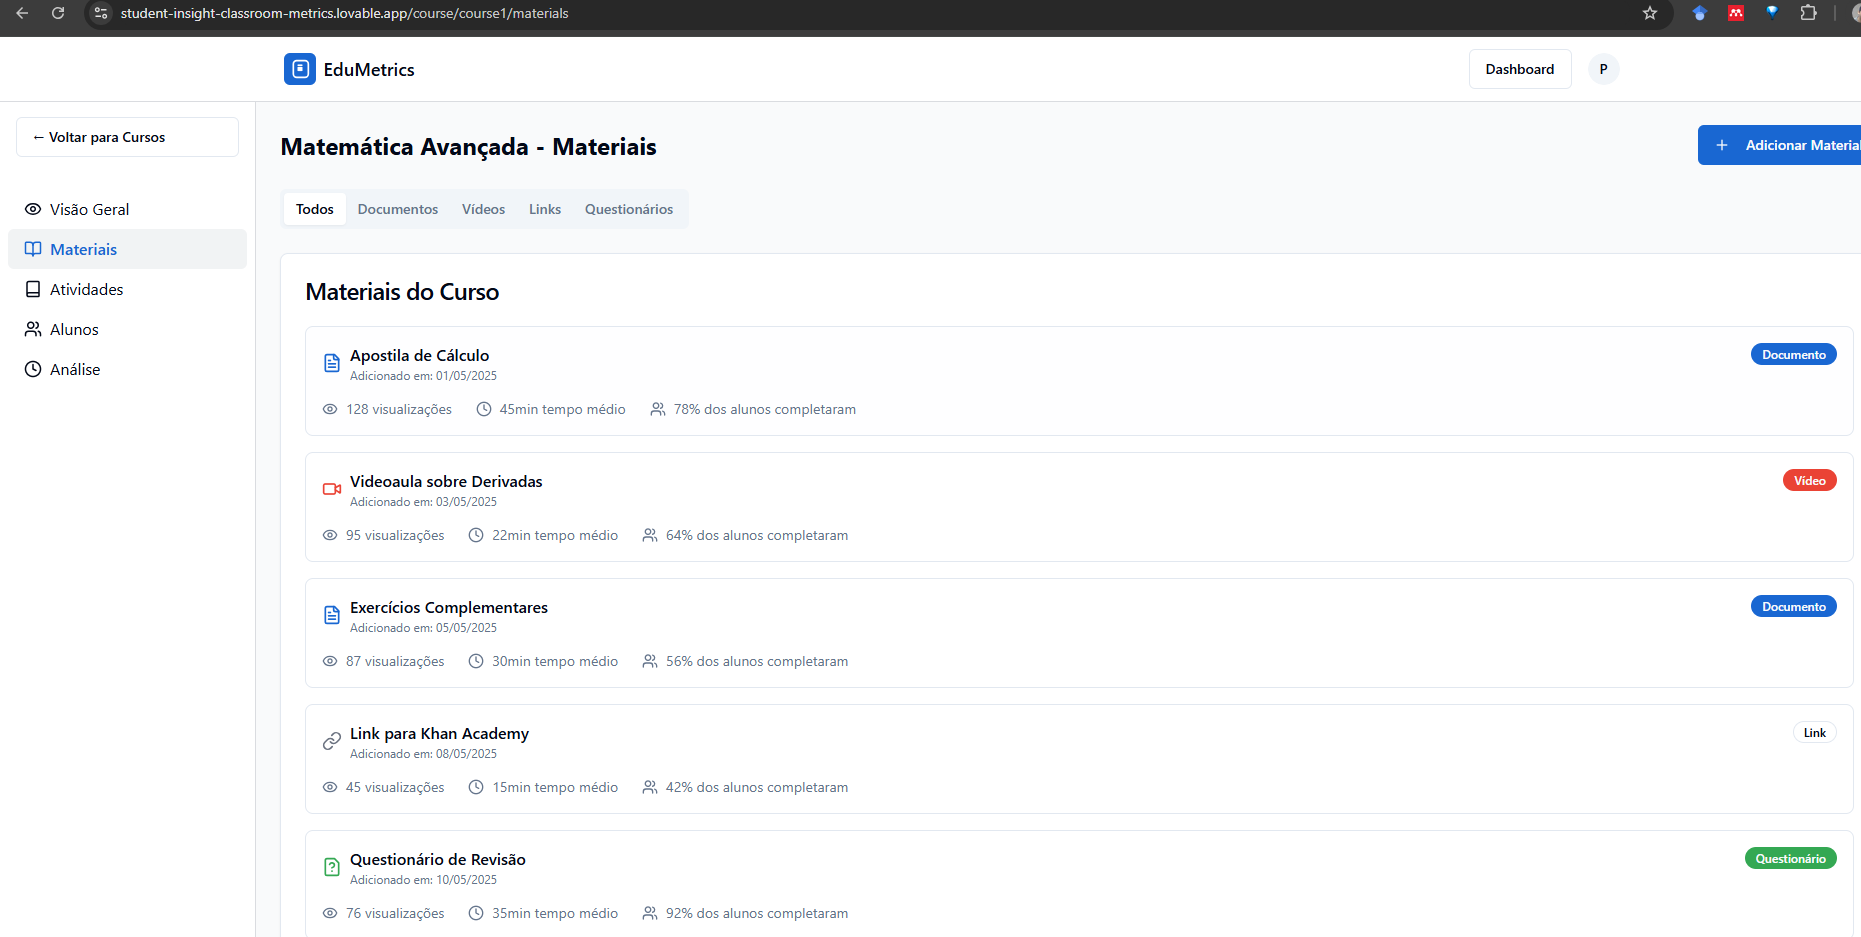 student-insight-classroom-metrics.lovable.app/course/course1/materials
EduMetrics
Dashboard
P
← Voltar para Cursos
Visão Geral
Materiais
Atividades
Alunos
Análise
Matemática Avançada - Materiais
+ Adicionar Material
Todos Documentos Vídeos Links Questionários
Materiais do Curso
Apostila de Cálculo
Documento
Adicionado em: 01/05/2025
128 visualizações 45min tempo médio 78% dos alunos completaram
Videoaula sobre Derivadas
Vídeo
Adicionado em: 03/05/2025
95 visualizações 22min tempo médio 64% dos alunos completaram
Exercícios Complementares
Documento
Adicionado em: 05/05/2025
87 visualizações 30min tempo médio 56% dos alunos completaram
Link para Khan Academy
Link
Adicionado em: 08/05/2025
45 visualizações 15min tempo médio 42% dos alunos completaram
Questionário de Revisão
Questionário
Adicionado em: 10/05/2025
76 visualizações 35min tempo médio 92% dos alunos completaram